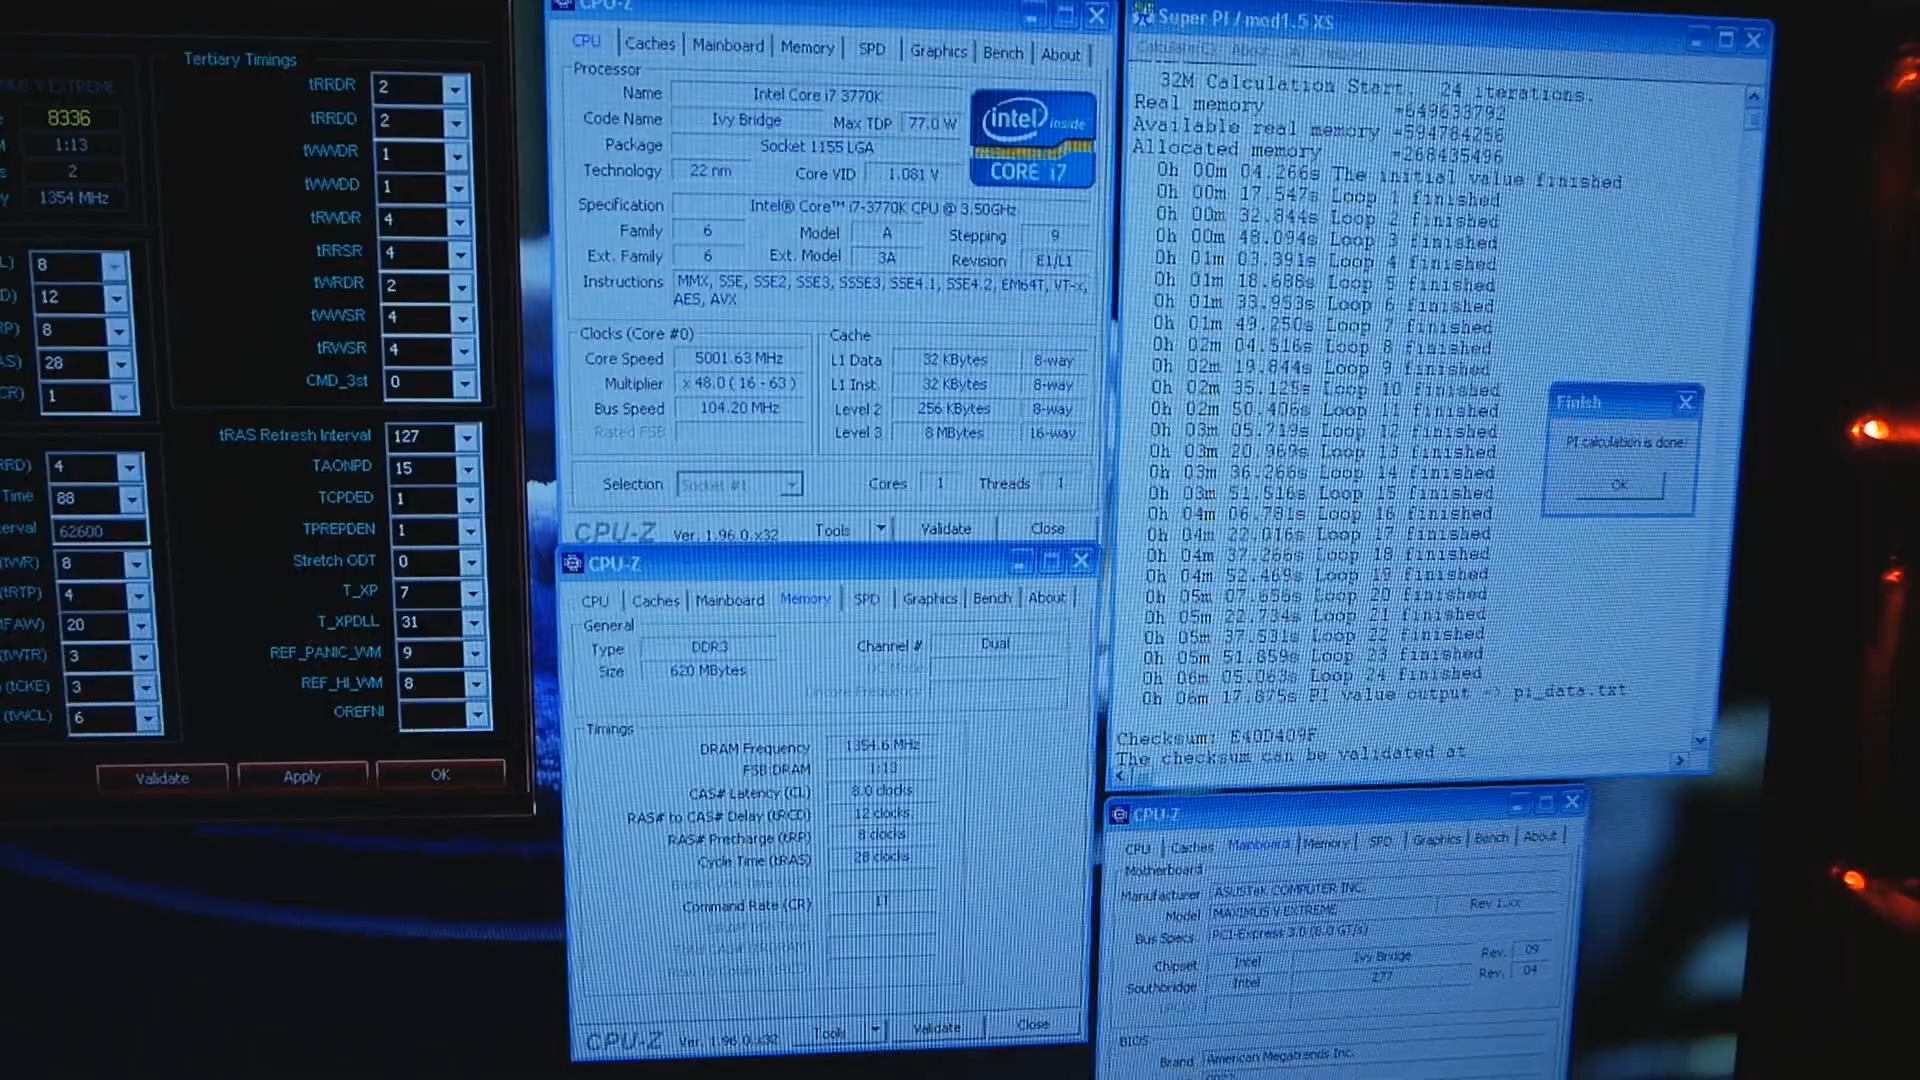 Tertiary Timings
V EXTREME
8336
1:13
2
1354 MHz
tRRDR 2
tRRDD 2
tWWDR 1
tWWDD 1
tRWDR 4
tRRSR 4
tWRDR 2
tWWSR 4
tRWSR 4
CMD_3st 0
8
12
8
28
CR) 1
tRAS Refresh Interval 127
TAONPD 15
TCPDED 1
TPREPDEN 1
Stretch ODT 0
T_XP 7
T_XPDLL 31
REF_PANIC_WM 9
REF_HI_WM 8
OREFNI
RRD) 4
Time 88
erval 62600
(tWR) 8
(tRTP) 4
FAW) 20
(tWTR) 3
(tCKE) 3
(tWCL) 6
Validate Apply OK
CPU-Z
CPU Caches Mainboard Memory SPD Graphics Bench About
Processor
Name Intel Core i7 3770K
Code Name Ivy Bridge Max TDP 77.0 W
Package Socket 1155 LGA
Technology 22 nm Core VID 1.081 V
intel inside
CORE i7
Specification Intel® Core™ i7-3770K CPU @ 3.50GHz
Family 6 Model A Stepping 9
Ext. Family 6 Ext. Model 3A Revision E1/L1
Instructions MMX, SSE, SSE2, SSE3, SSSE3, SSE4.1, SSE4.2, EM64T, VT-x,
AES, AVX
Clocks (Core #0)
Core Speed 5001.63 MHz
Multiplier x 48.0 ( 16 - 63 )
Bus Speed 104.20 MHz
Rated FSB
Cache
L1 Data 32 KBytes 8-way
L1 Inst. 32 KBytes 8-way
Level 2 256 KBytes 8-way
Level 3 8 MBytes 16-way
Selection Socket #1 Cores 1 Threads 1
CPU-Z Ver. 1.96.0.x32 Tools Validate Close
CPU-Z
CPU Caches Mainboard Memory SPD Graphics Bench About
General
Type DDR3 Channel # Dual
Size 620 MBytes
Timings
DRAM Frequency 1354.6 MHz
FSB:DRAM 1:13
CAS# Latency (CL) 8.0 clocks
RAS# to CAS# Delay (tRCD) 12 clocks
RAS# Precharge (tRP) 8 clocks
Cycle Time (tRAS) 28 clocks
Command Rate (CR) 1T
CPU-Z Ver. 1.96.0.x32 Tools Validate Close
Super PI / mod1.5 XS
32M Calculation Start. 24 iterations.
Real memory =649633792
Available real memory =594784256
Allocated memory =268435496
0h 00m 04.266s The initial value finished
0h 00m 17.547s Loop 1 finished
0h 00m 32.844s Loop 2 finished
0h 00m 48.094s Loop 3 finished
0h 01m 03.391s Loop 4 finished
0h 01m 18.688s Loop 5 finished
0h 01m 33.953s Loop 6 finished
0h 01m 49.250s Loop 7 finished
0h 02m 04.516s Loop 8 finished
0h 02m 19.844s Loop 9 finished
0h 02m 35.125s Loop 10 finished
0h 02m 50.406s Loop 11 finished
0h 03m 05.719s Loop 12 finished
0h 03m 20.969s Loop 13 finished
0h 03m 36.266s Loop 14 finished
0h 03m 51.516s Loop 15 finished
0h 04m 06.781s Loop 16 finished
0h 04m 22.016s Loop 17 finished
0h 04m Loop 18 finished
0h 04m 52.469s Loop 19 finished
0h 05m 07.656s Loop 20 finished
0h 05m 22.734s Loop 21 finished
0h 05m 37.531s Loop 22 finished
0h 05m 51.859s Loop 23 finished
0h 06m 05.063s Loop 24 finished
0h 06m 17.875s PI value output -> pi_data.txt
Checksum: E40D409F
The checksum can be validated at
Finish
PI calculation is done!
OK
CPU-Z
CPU Caches Mainboard Memory SPD Graphics Bench About
Motherboard
Manufacturer ASUSTeK COMPUTER INC.
Model MAXIMUS V EXTREME Rev 1.xx
Bus Specs. PCI-Express 3.0 (8.0 GT/s)
Chipset Intel Ivy Bridge Rev. 09
Southbridge Intel Z77 Rev. 04
BIOS
Brand American Megatrends Inc.